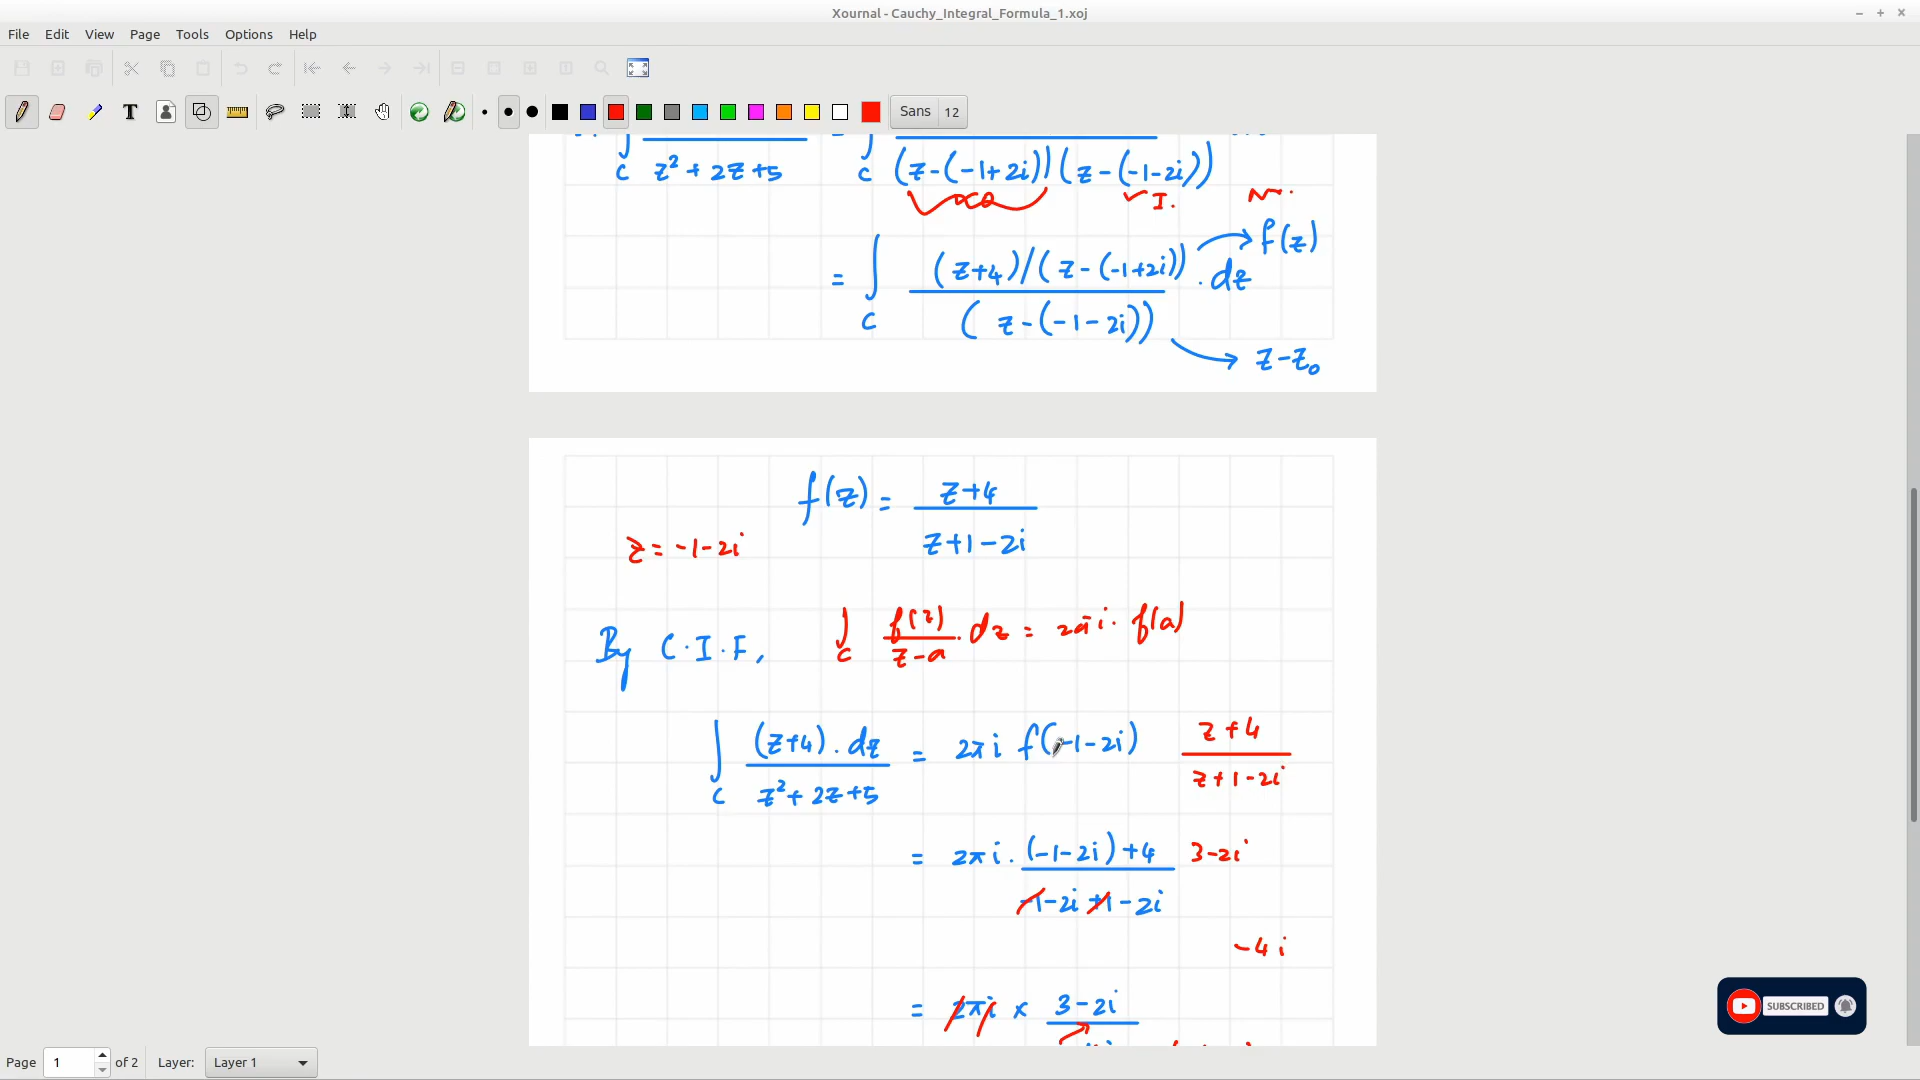 Xournal - Cauchy_Integral_Formula_1.xoj
File Edit View Page Tools Options Help
Sans 12
∫ C z² + 2z + 5 = ∫ C (z-(-1+2i))(z-(-1-2i))
I.
= ∫ C (z+4)/(z-(-1+2i)) / (z-(-1-2i)) . dz
f(z)
z-z₀
f(z) = z+4 / z+1-2i
z = -1-2i
By C.I.F, ∫ C f(z) / z-a . dz = 2πi. f(a)
∫ C (z+4). dz / z²+2z+5 = 2πi f(-1-2i) z+4 / z+1-2i
= 2πi. (-1-2i)+4 / -1-2i+1-2i 3-2i
-4i
= 2πi × 3-2i
SUBSCRIBED
Page 1 of 2 Layer: Layer 1